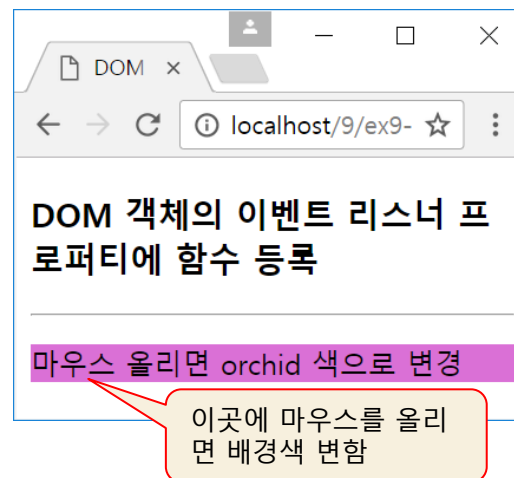 DOM
localhost/9/ex9-
DOM 객체의 이벤트 리스너 프
로퍼티에 함수 등록
마우스 올리면 orchid 색으로 변경
이곳에 마우스를 올리
면 배경색 변함